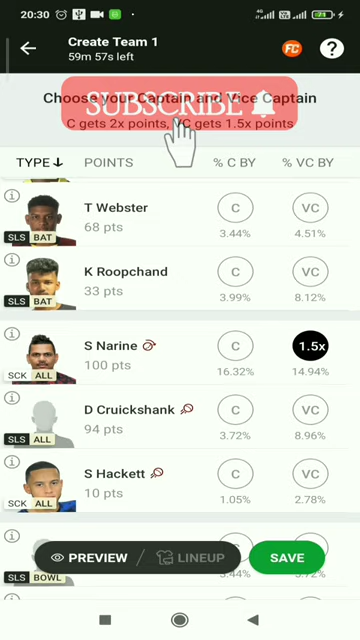 20:30
Create Team 1
59m 57s left
FC
?
Choose your Captain and Vice Captain
SUBSCRIBE
C gets 2x points, VC gets 1.5x points
TYPE POINTS % C BY % VC BY
T Webster
68 pts
C VC
3.44% 4.51%
SLS BAT
K Roopchand
33 pts
C VC
3.99% 8.12%
SLS BAT
S Narine
100 pts
C 1.5x
16.32% 14.94%
SCK ALL
D Cruickshank
94 pts
C VC
3.72% 8.96%
SLS ALL
S Hackett
10 pts
C VC
1.05% 2.78%
SCK ALL
PREVIEW / LINEUP SAVE
SLS BOWL